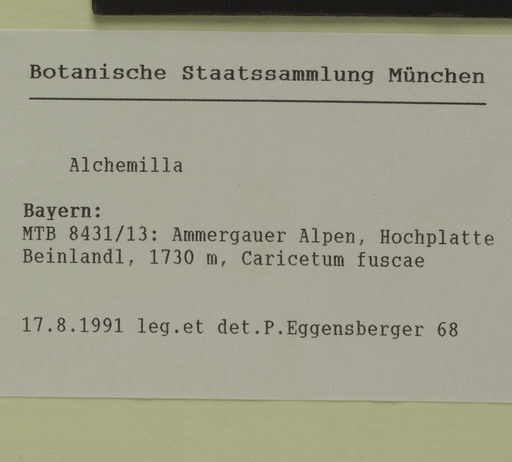 Botanische Staatssammlung München
Alchemilla
Bayern:
MTB 8431/13: Ammergauer Alpen, Hochplatte
Beinlandl, 1730 m, Caricetum fuscae
17.8.1991 leg.et det.P.Eggensberger 68